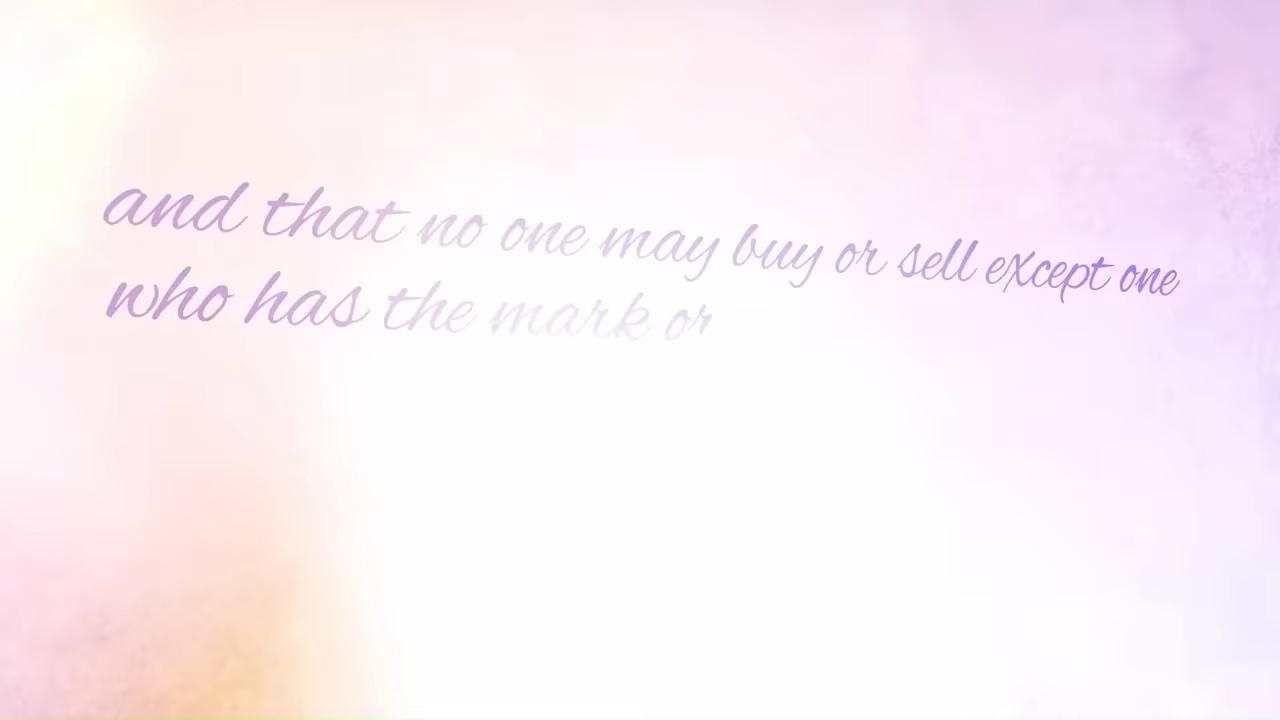 and that no one may buy or sell except one
who has the mark or